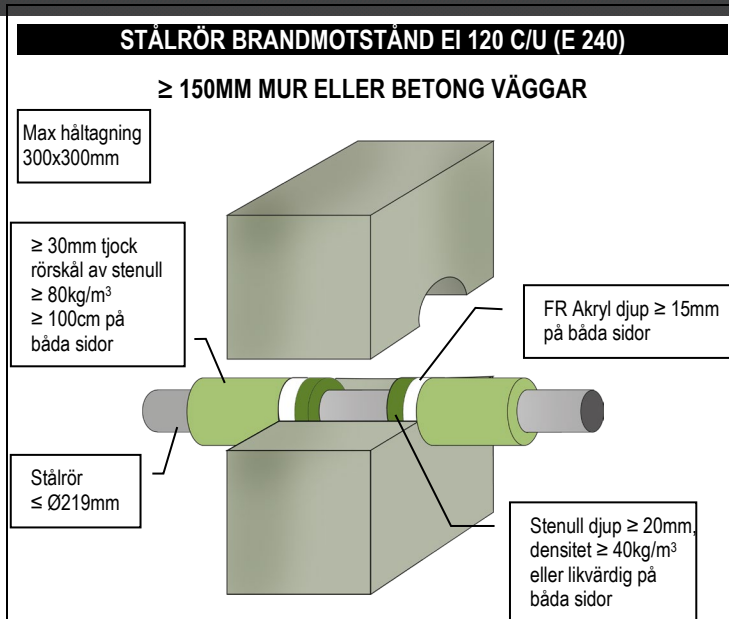 STÅLRÖR BRANDMOTSTÅND EI 120 C/U (E 240)
≥ 150MM MUR ELLER BETONG VÄGGAR
Max håltagning
300x300mm
≥ 30mm tjock
rörskål av stenull
≥ 80kg/m³
≥ 100cm på
båda sidor
FR Akryl djup ≥ 15mm
på båda sidor
Stålrör
≤ Ø219mm
Stenull djup ≥ 20mm,
densitet ≥ 40kg/m³
eller likvärdig på
båda sidor